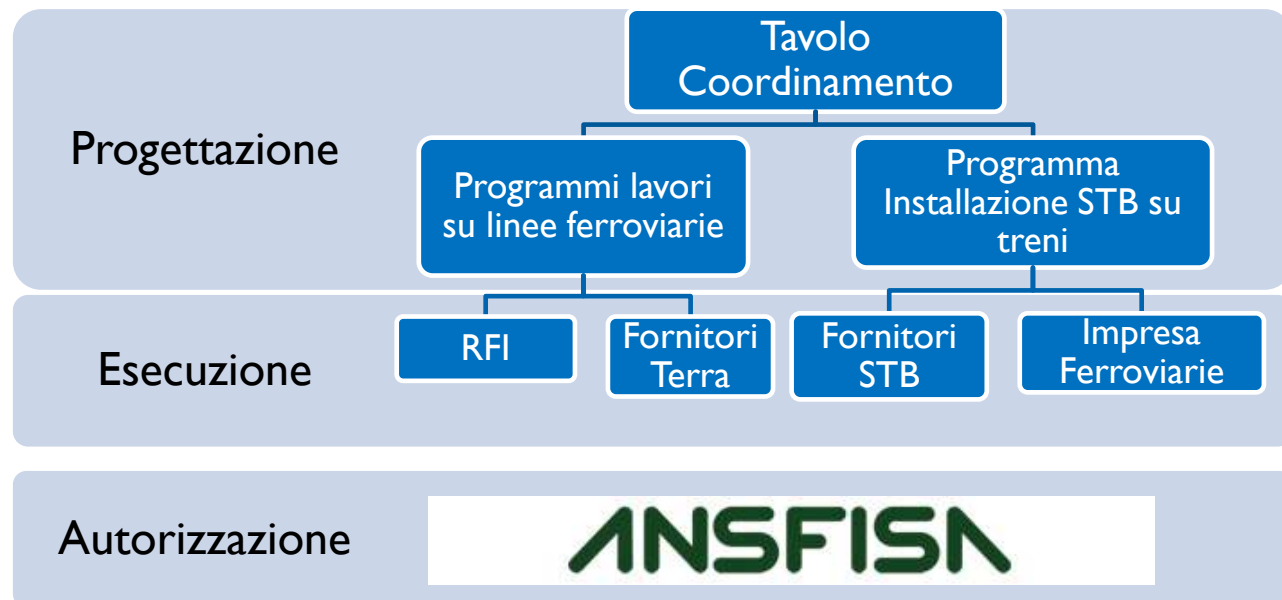 Tavolo
Coordinamento
Progettazione
Programmi lavori
su linee ferroviarie
Programma
Installazione STB su
treni
Esecuzione
RFI
Fornitori
Terra
Fornitori
STB
Impresa
Ferroviarie
Autorizzazione
ANSFISA